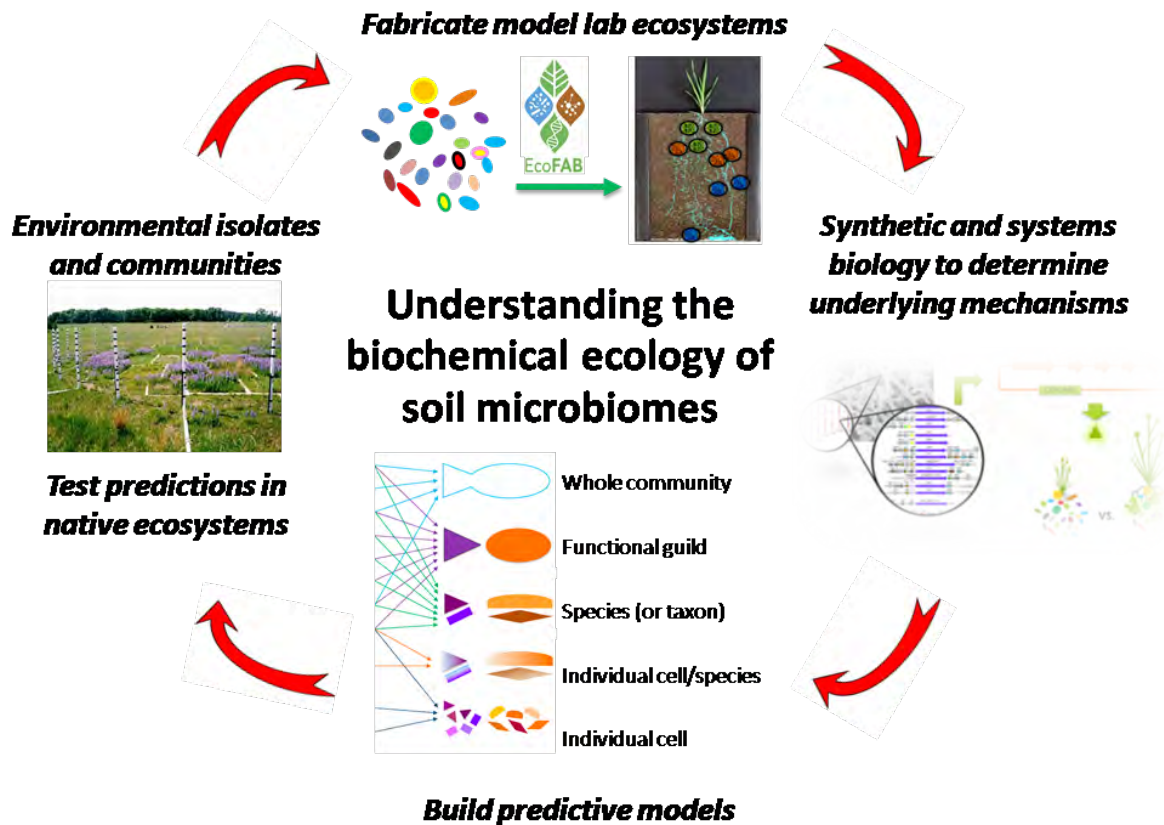 Fabricate model lab ecosystems
EcoFAB
Environmental isolates
and communities
Synthetic and systems
biology to determine
underlying mechanisms
Understanding the
biochemical ecology of
soil microbiomes
Test predictions in
native ecosystems
vs.
Whole community
Functional guild
Species (or taxon)
Individual cell/species
Individual cell
Build predictive models